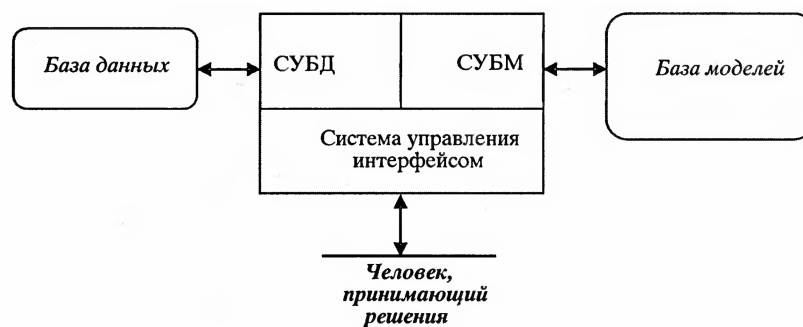 База данных
СУБД
СУБМ
База моделей
Система управления
интерфейсом
Человек,
принимающий
решения